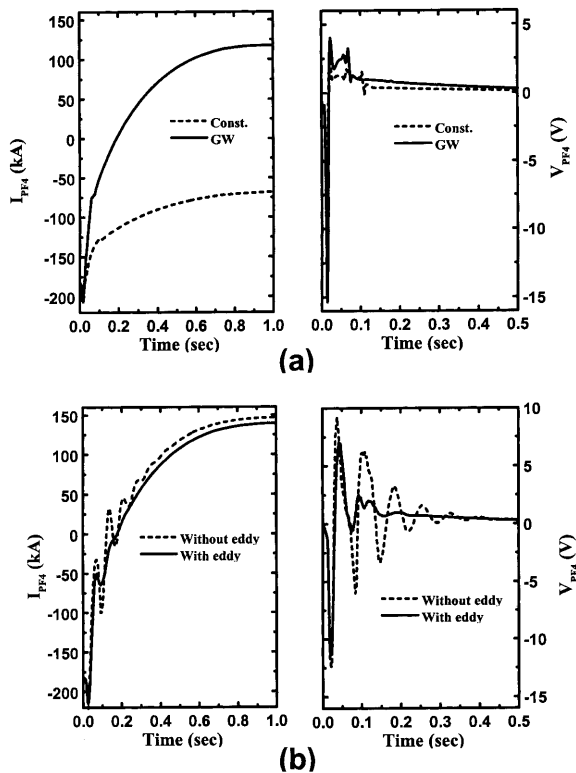 150
100
50
0
-50
-100
-150
-200
I_PF4 (kA)
Const.
GW
0.0 0.2 0.4 0.6 0.8 1.0
Time (sec)
5
0
-5
-10
-15
V_PF4 (V)
Const.
GW
0.0 0.1 0.2 0.3 0.4 0.5
Time (sec)
(a)
150
100
50
0
-50
-100
-150
-200
I_PF4 (kA)
Without eddy
With eddy
0.0 0.2 0.4 0.6 0.8 1.0
Time (sec)
10
5
0
-5
-10
-15
V_PF4 (V)
Without eddy
With eddy
0.0 0.1 0.2 0.3 0.4 0.5
Time (sec)
(b)